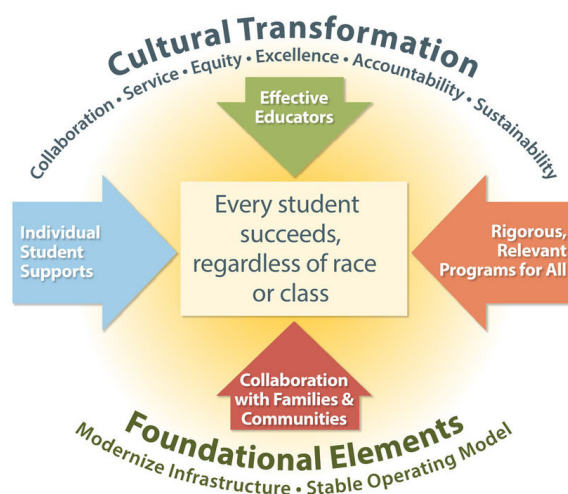 Cultural Transformation
Collaboration • Service • Equity • Excellence • Accountability • Sustainability
Effective
Educators
Individual
Student
Supports
Every student
succeeds,
regardless of race
or class
Rigorous,
Relevant
Programs for All
Collaboration
with Families &
Communities
Foundational Elements
Modernize Infrastructure • Stable Operating Model